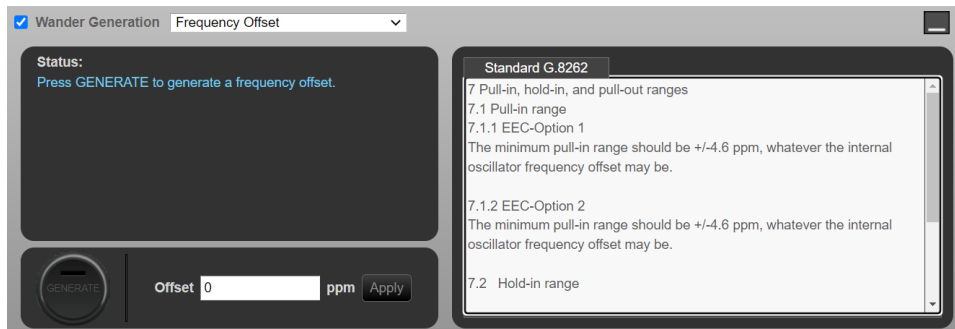 Wander Generation Frequency Offset
Status:
Press GENERATE to generate a frequency offset.
GENERATE
Offset 0 ppm Apply
Standard G.8262
7 Pull-in, hold-in, and pull-out ranges
7.1 Pull-in range
7.1.1 EEC-Option 1
The minimum pull-in range should be +/-4.6 ppm, whatever the internal
oscillator frequency offset may be.
7.1.2 EEC-Option 2
The minimum pull-in range should be +/-4.6 ppm, whatever the internal
oscillator frequency offset may be.
7.2 Hold-in range